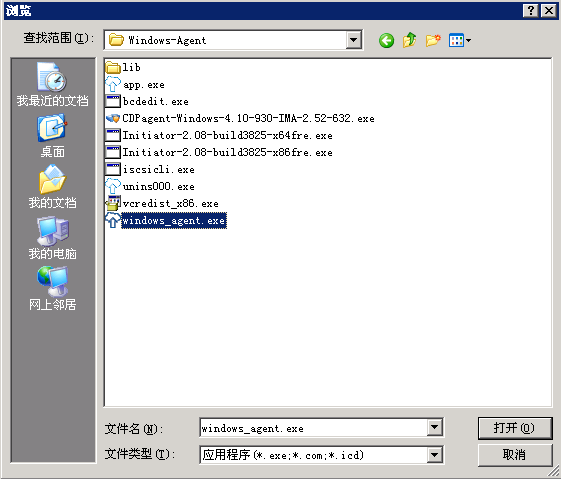 浏览
查找范围(I):
Windows-Agent
我最近的文档
桌面
我的文档
我的电脑
网上邻居
lib
app.exe
bcdedit.exe
CDPagent-Windows-4.10-930-IMA-2.52-632.exe
Initiator-2.08-build3825-x64fre.exe
Initiator-2.08-build3825-x86fre.exe
iscsicli.exe
unins000.exe
vcredist_x86.exe
windows_agent.exe
文件名(N):
windows_agent.exe
打开(O)
文件类型(T):
应用程序(*.exe;*.com;*.icd)
取消